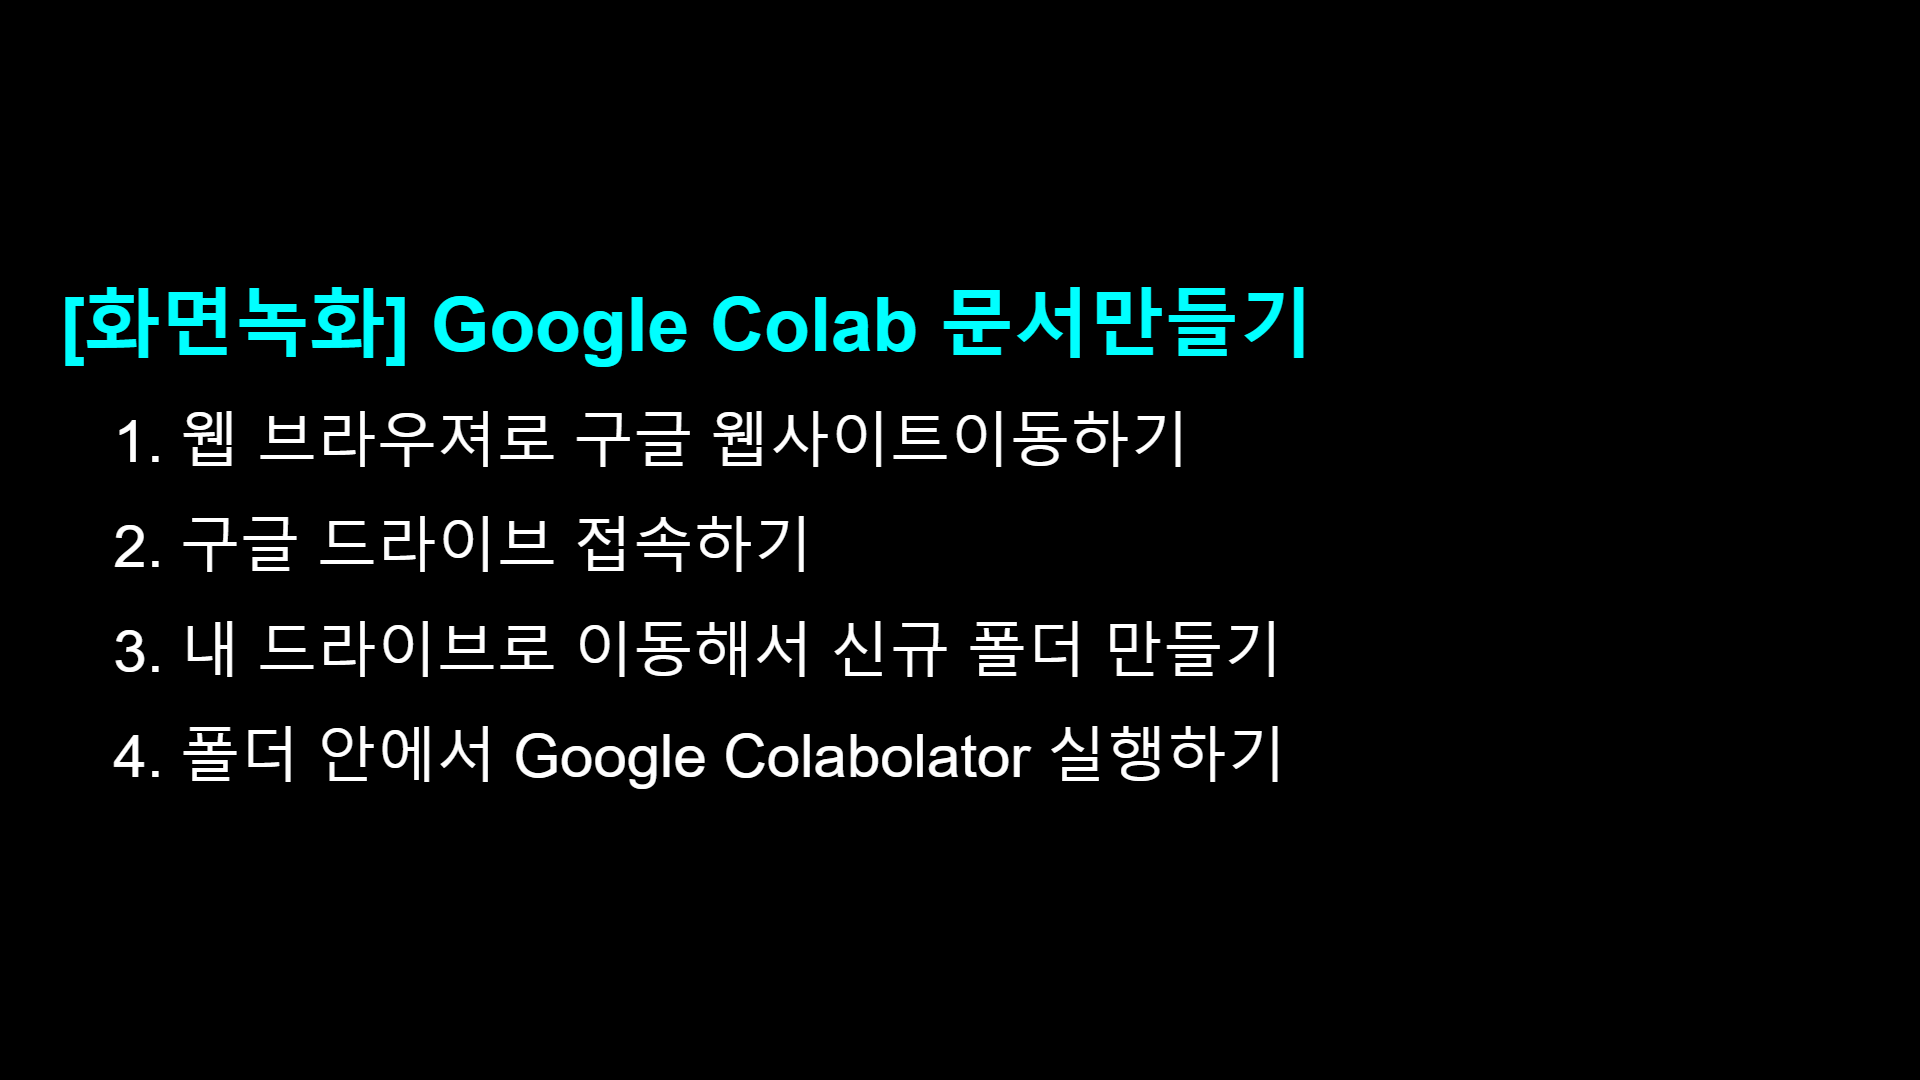 [화면녹화] Google Colab 문서만들기
1. 웹 브라우져로 구글 웹사이트이동하기
2. 구글 드라이브 접속하기
3. 내 드라이브로 이동해서 신규 폴더 만들기
4. 폴더 안에서 Google Colabolator 실행하기